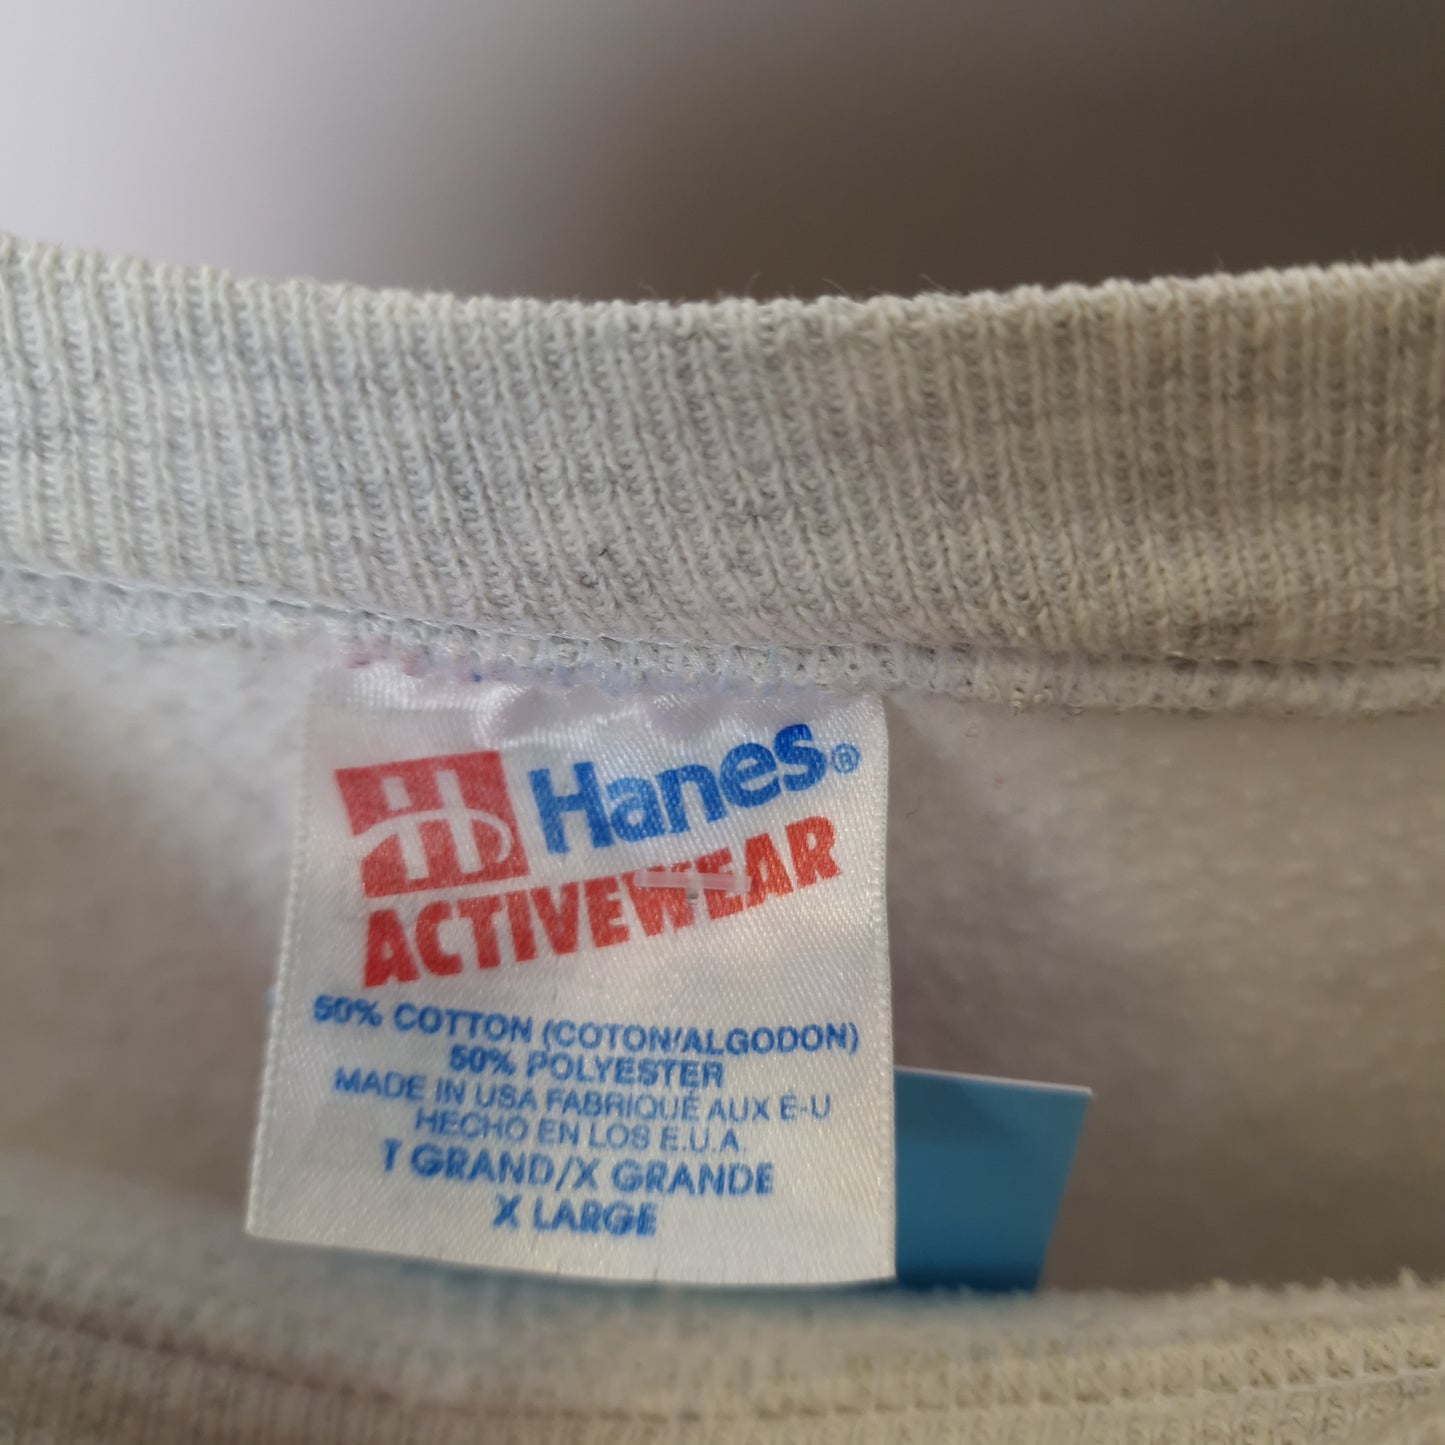 H Hanes®
ACTIVEWEAR
50% COTTON (COTON/ALGODON)
50% POLYESTER
MADE IN USA FABRIQUÉ AUX É-U
HECHO EN LOS E.U.A.
T GRAND/X GRANDE
X LARGE